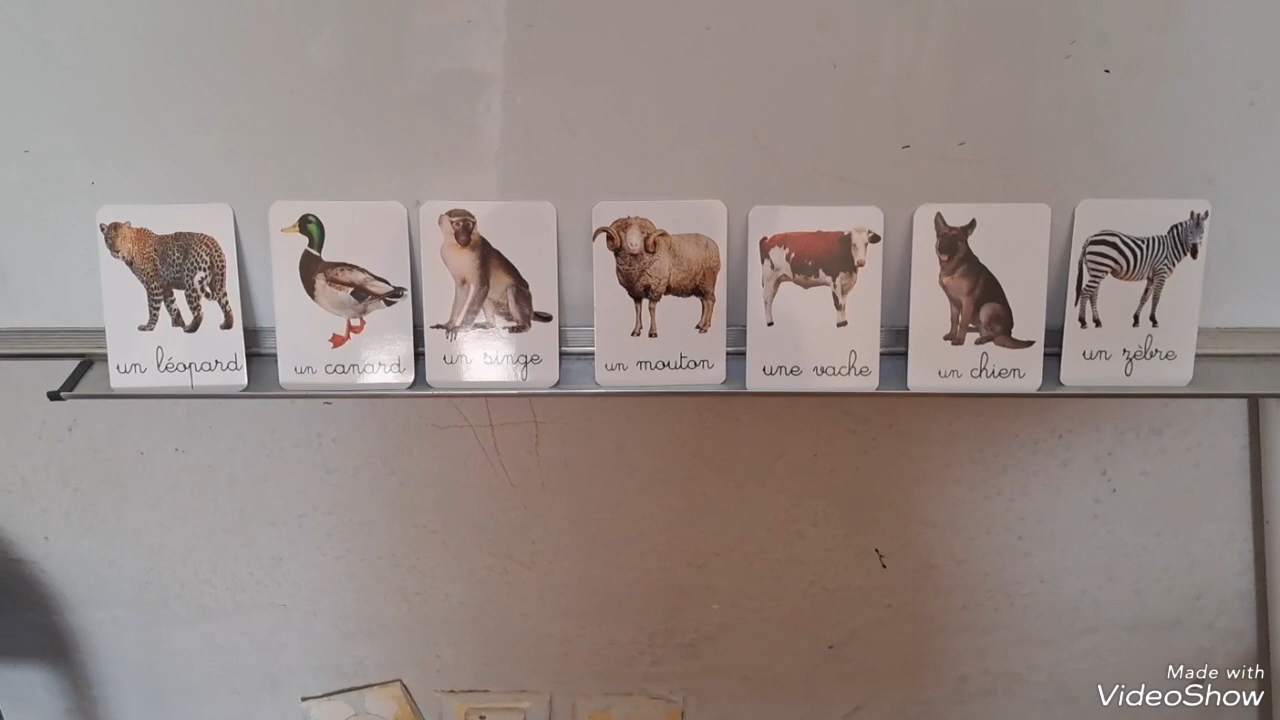 un léopard
un canard
un singe
un mouton
une vache
un chien
un zèbre
Made with
VideoShow